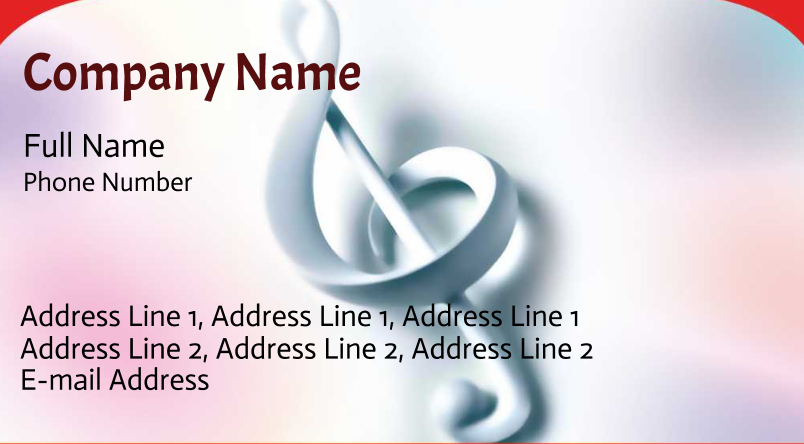 Company Name
Full Name
Phone Number
Address Line 1, Address Line 1, Address Line 1
Address Line 2, Address Line 2, Address Line 2
E-mail Address